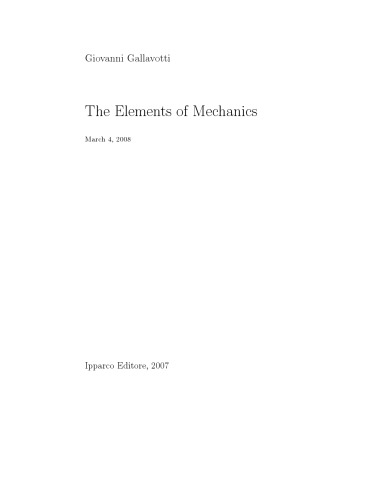 Giovanni Gallavotti
The Elements of Mechanics
March 4, 2008
Ipparco Editore, 2007